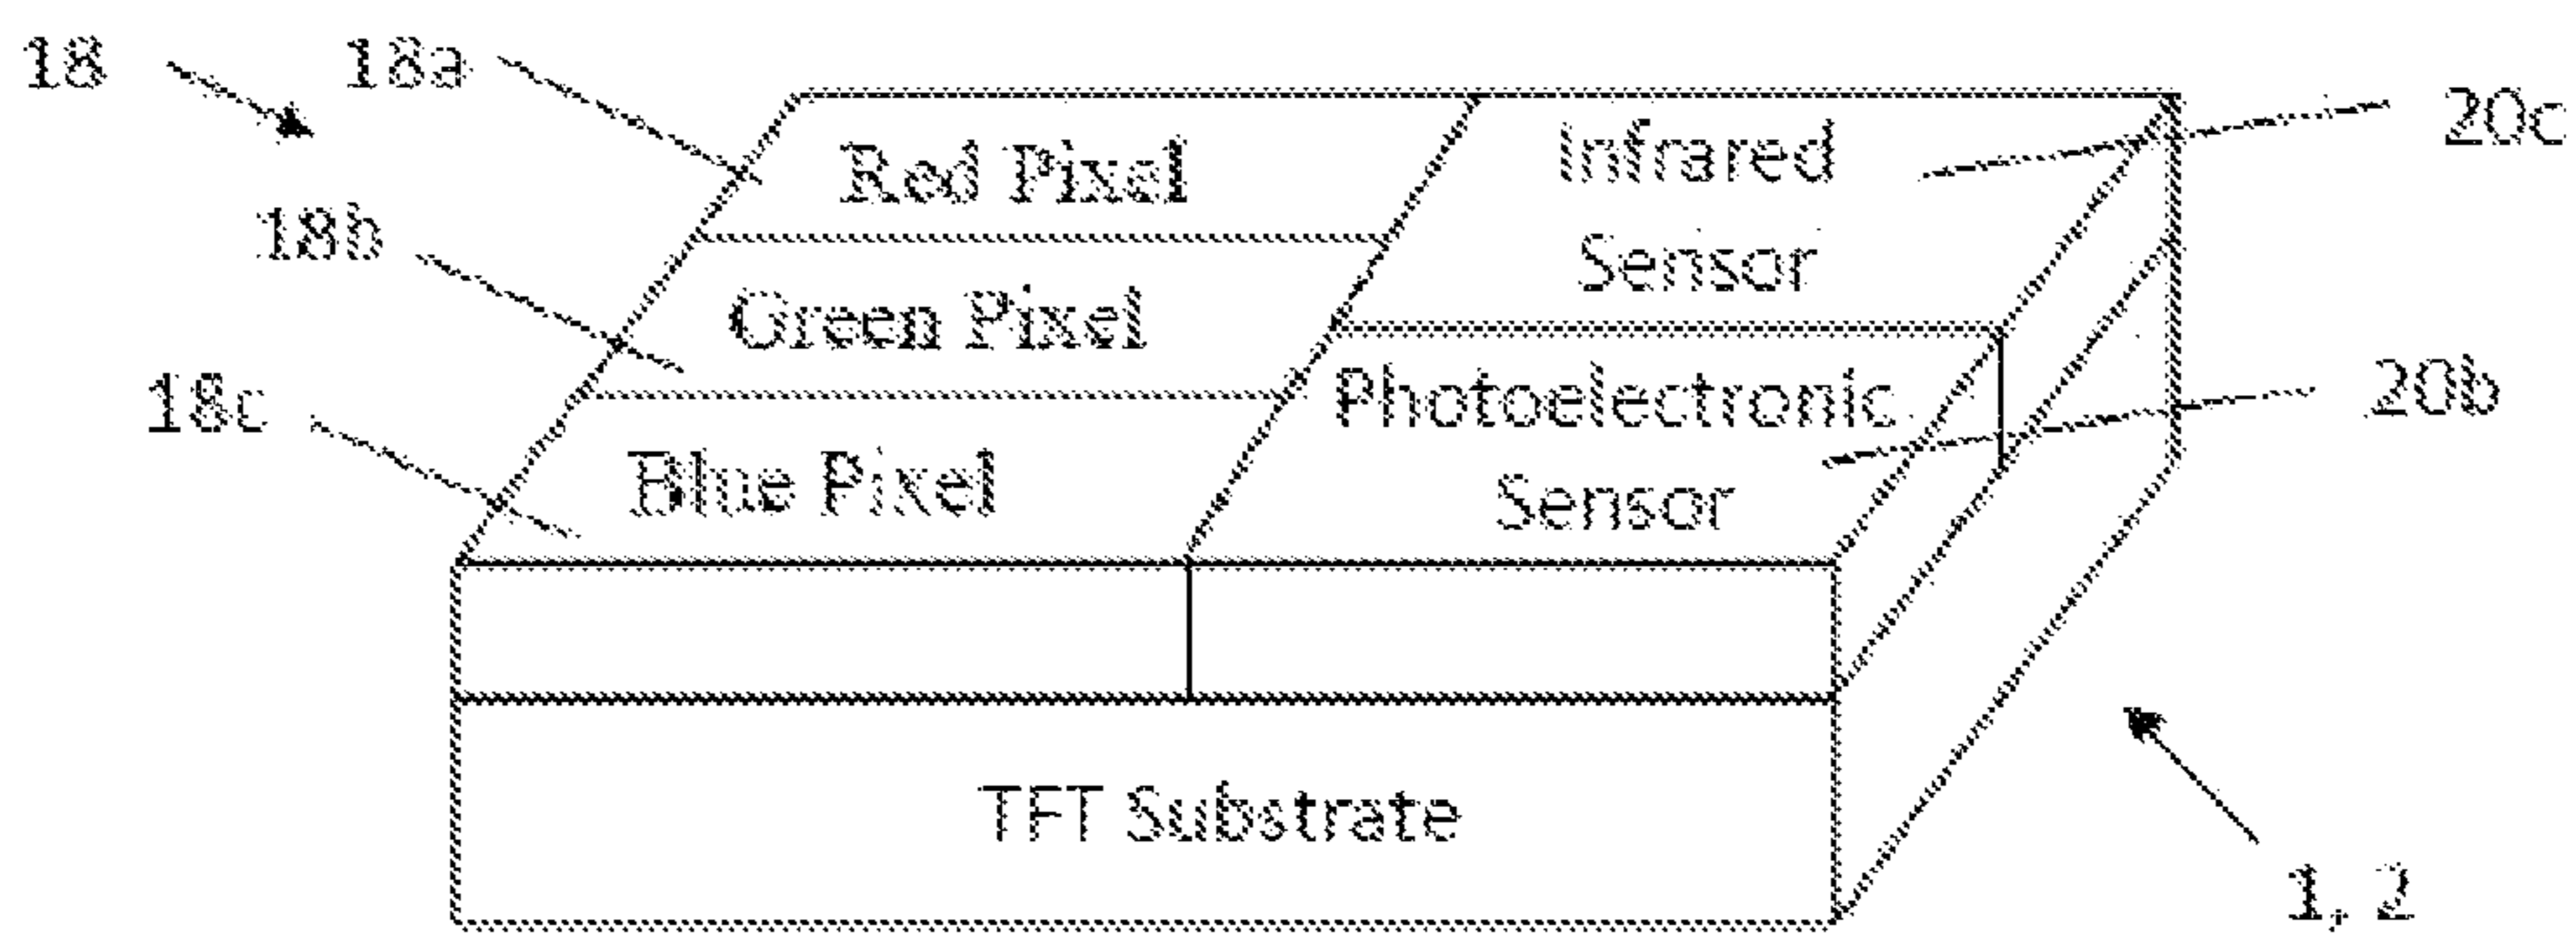 18
18a
Red Pixel
Infrared
Sensor
20c
18b
Green Pixel
18c
Photoelectronic
Sensor
20b
Blue Pixel
TFT Substrate
1, 2